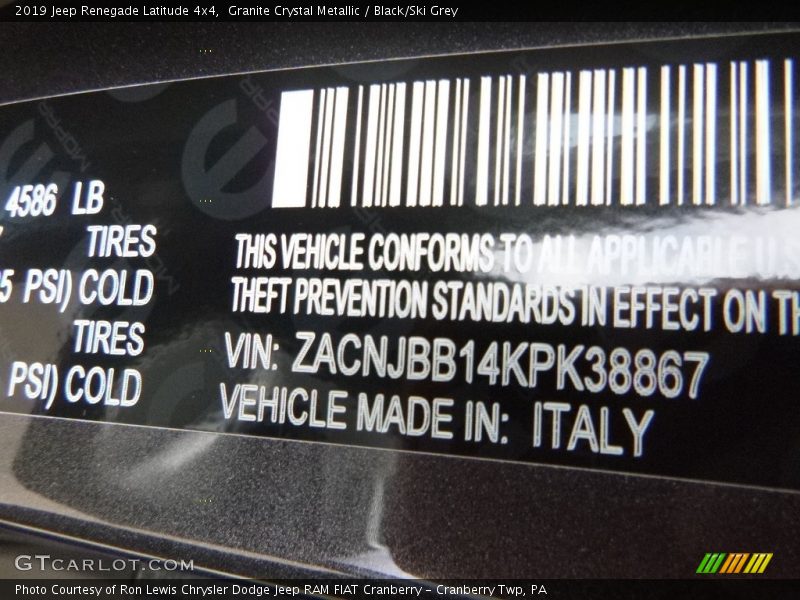 2019 Jeep Renegade Latitude 4x4,  Granite Crystal Metallic / Black/Ski Grey
4586 LB
TIRES
PSI) COLD
TIRES
PSI) COLD
THIS VEHICLE CONFORMS TO ALL APPLICABLE U.S
THEFT PREVENTION STANDARDS IN EFFECT ON TH
VIN: ZACNJBB14KPK38867
VEHICLE MADE IN: ITALY
GTCARLOT.COM
Photo Courtesy of Ron Lewis Chrysler Dodge Jeep RAM FIAT Cranberry – Cranberry Twp, PA